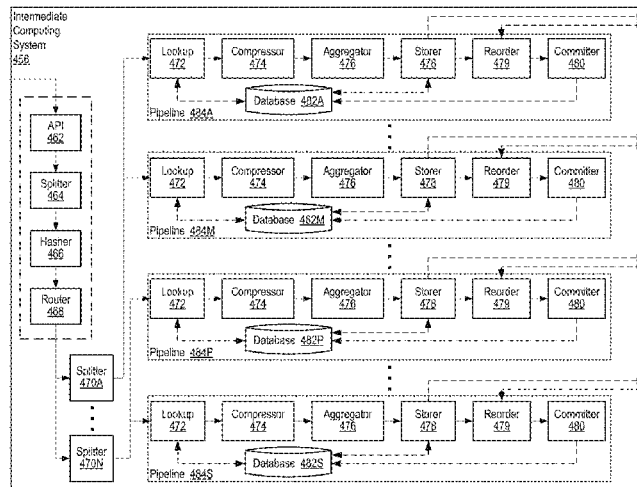 Intermediate
Computing
System
458
API
462
Splitter
464
Hasher
466
Router
468
Splitter
470A
Splitter
470N
Lookup
472
Compressor
474
Aggregator
476
Storer
478
Reorder
479
Committer
480
Database 482A
Pipeline 484A
Lookup
472
Compressor
474
Aggregator
476
Storer
478
Reorder
479
Committer
480
Database 482M
Pipeline 484M
Lookup
472
Compressor
474
Aggregator
476
Storer
478
Reorder
479
Committer
480
Database 482P
Pipeline 484P
Lookup
472
Compressor
474
Aggregator
476
Storer
478
Reorder
479
Committer
480
Database 482S
Pipeline 484S